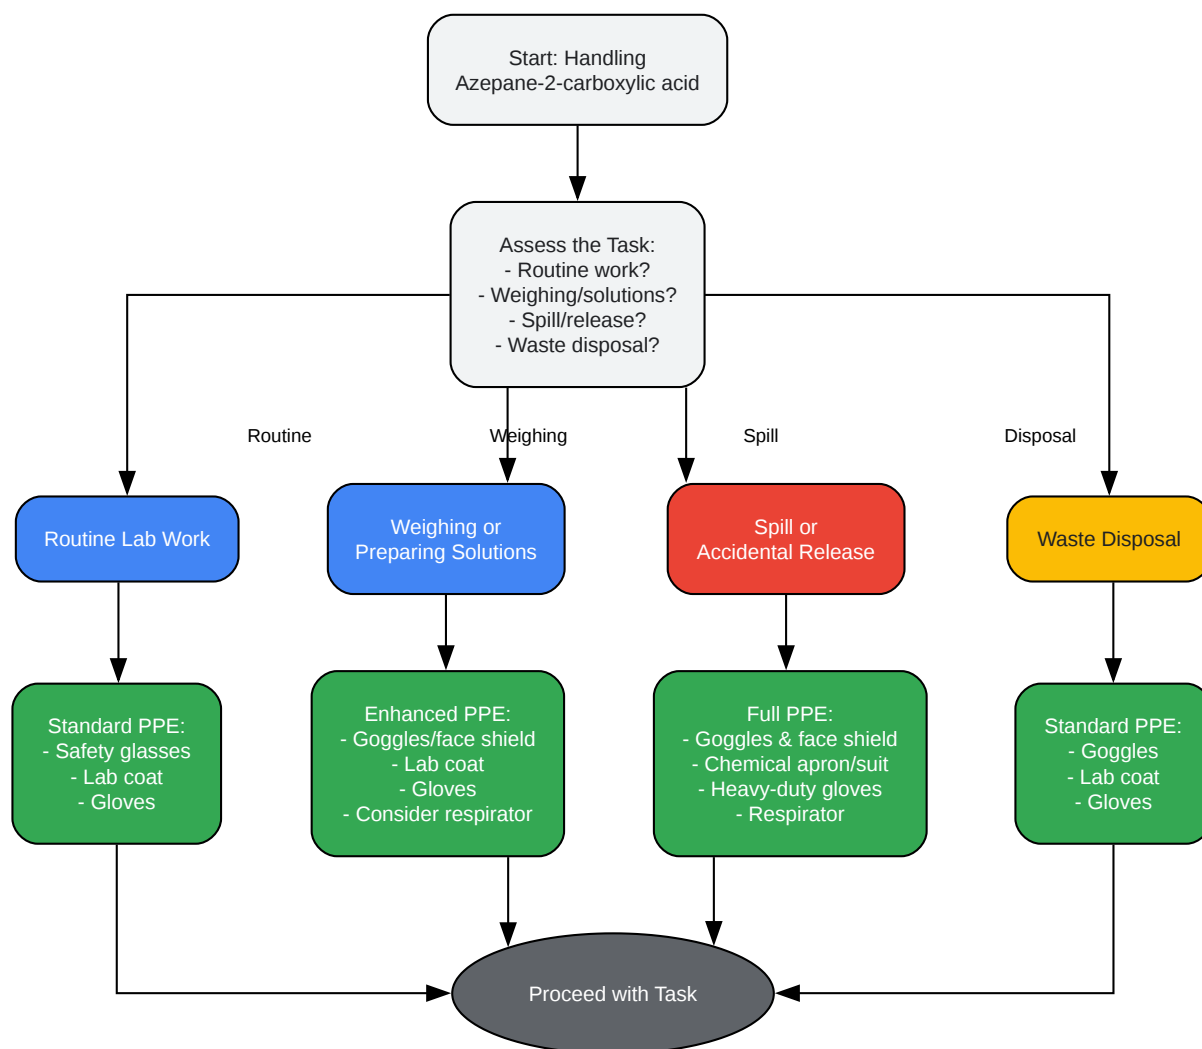 Start: Handling
Azepane-2-carboxylic acid
Assess the Task:
- Routine work?
- Weighing/solutions?
- Spill/release?
- Waste disposal?
Routine
Weighing
Spill
Disposal
Routine Lab Work
Weighing or
Preparing Solutions
Spill or
Accidental Release
Waste Disposal
Standard PPE:
- Safety glasses
- Lab coat
- Gloves
Enhanced PPE:
- Goggles/face shield
- Lab coat
- Gloves
- Consider respirator
Full PPE:
- Goggles & face shield
- Chemical apron/suit
- Heavy-duty gloves
- Respirator
Standard PPE:
- Goggles
- Lab coat
- Gloves
Proceed with Task